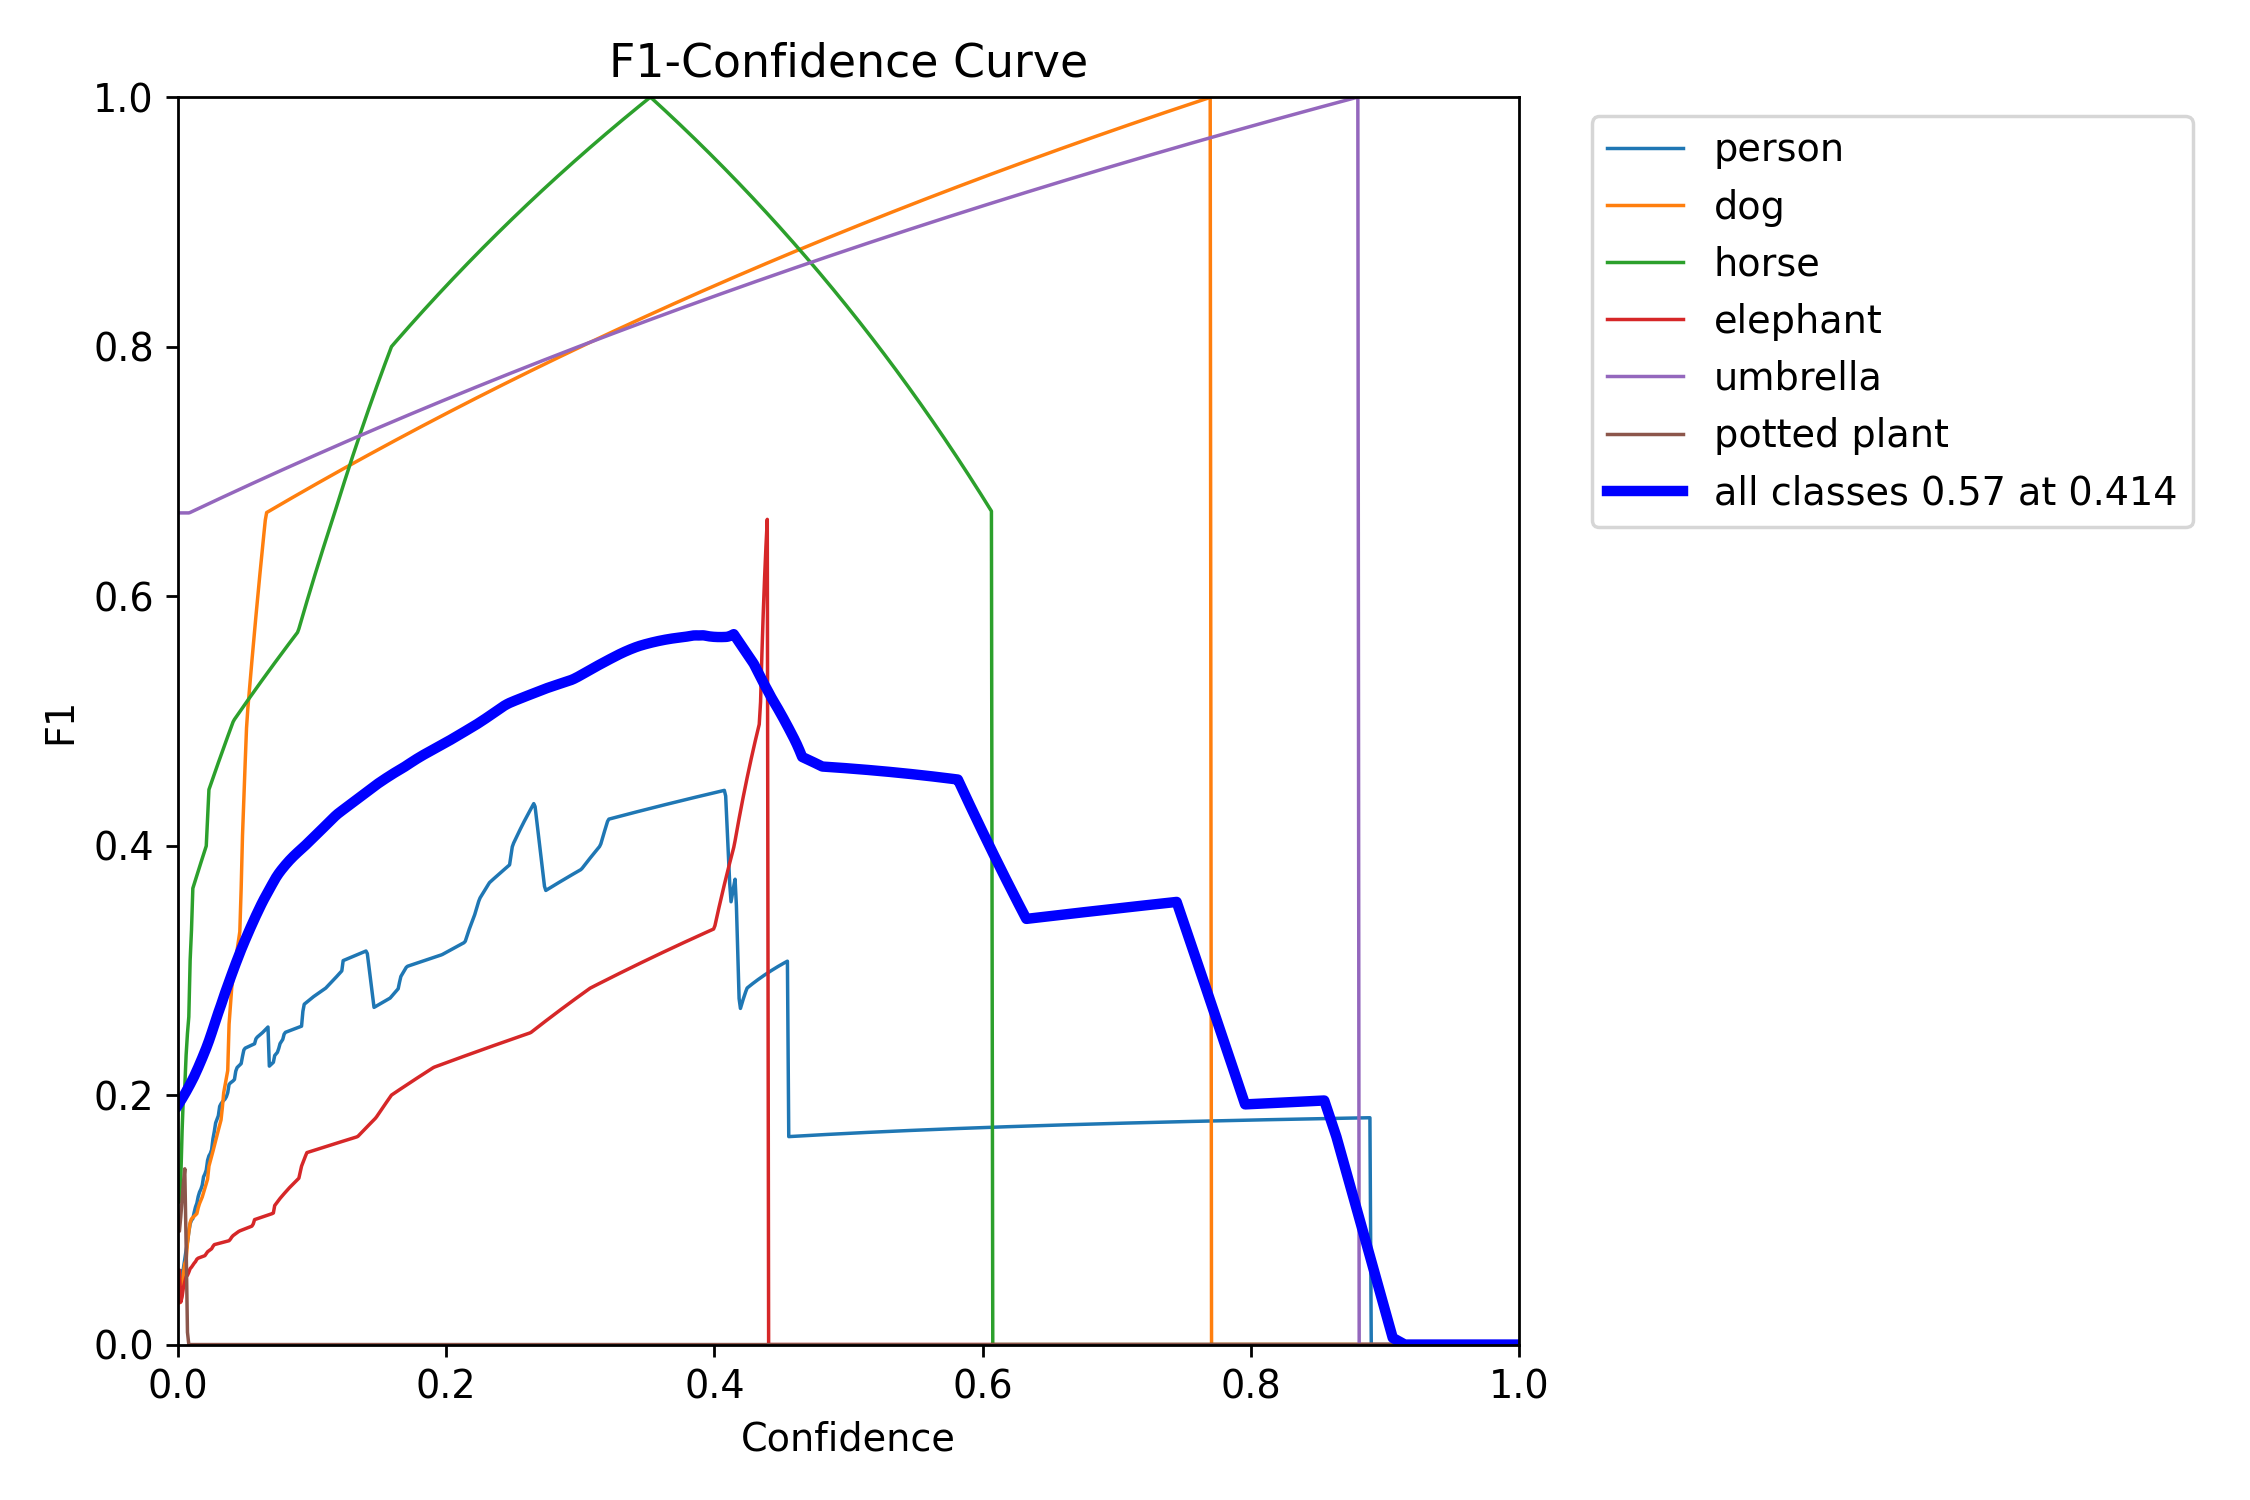 F1-Confidence Curve
1.0
0.8
0.6
0.4
0.2
0.0
F1
0.0 0.2 0.4 0.6 0.8 1.0
Confidence
person
dog
horse
elephant
umbrella
potted plant
all classes 0.57 at 0.414